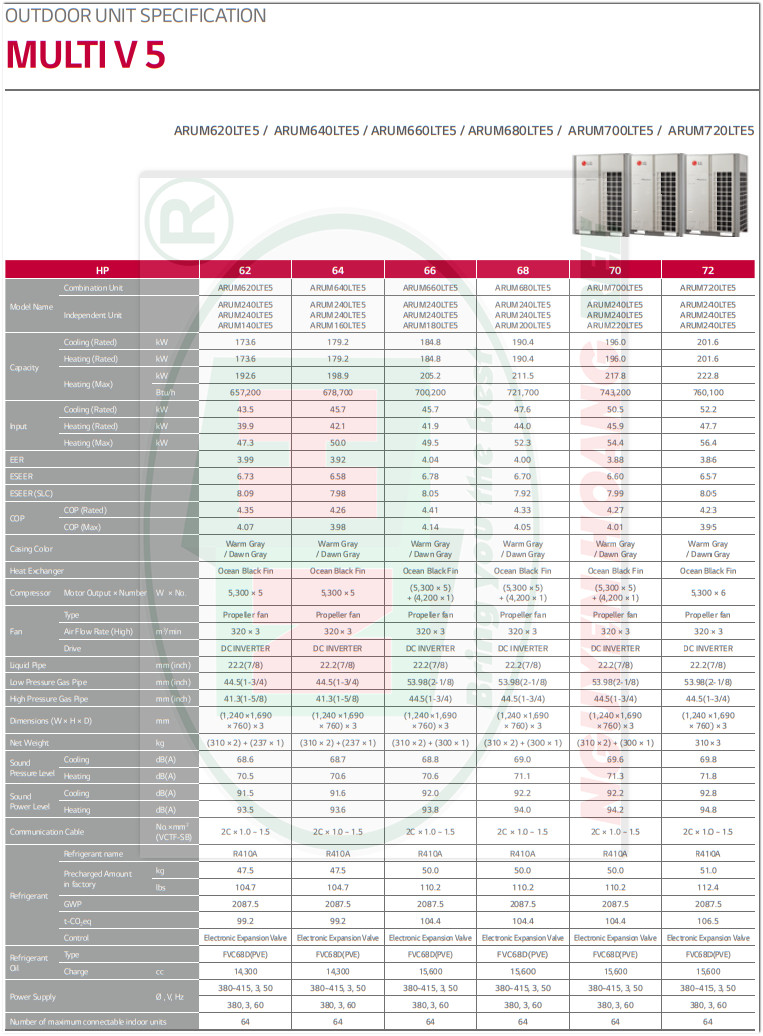 OUTDOOR UNIT SPECIFICATION
MULTI V 5
ARUM620LTE5 / ARUM640LTE5 / ARUM660LTE5 / ARUM680LTE5 / ARUM700LTE5 / ARUM720LTE5
HP 62 64 66 68 70 72
Model Name Combination Unit ARUM620LTE5 ARUM640LTE5 ARUM660LTE5 ARUM680LTE5 ARUM700LTE5 ARUM720LTE5
Independent Unit ARUM240LTE5 ARUM240LTE5 ARUM240LTE5 ARUM240LTE5 ARUM240LTE5 ARUM240LTE5
ARUM240LTE5 ARUM240LTE5 ARUM240LTE5 ARUM240LTE5 ARUM240LTE5 ARUM240LTE5
ARUM140LTE5 ARUM160LTE5 ARUM180LTE5 ARUM200LTE5 ARUM220LTE5 ARUM240LTE5
Capacity Cooling (Rated) kW 173.6 179.2 184.8 190.4 196.0 201.6
Heating (Rated) kW 173.6 179.2 184.8 190.4 196.0 201.6
Heating (Max) kW 192.6 198.9 205.2 211.5 217.8 222.8
Btu/h 657,200 678,700 700,200 721,700 743,200 760,100
Input Cooling (Rated) kW 43.5 45.7 45.7 47.6 50.5 52.2
Heating (Rated) kW 39.9 42.1 41.9 44.0 45.9 47.7
Heating (Max) kW 47.3 50.0 49.5 52.3 54.4 56.4
EER 3.99 3.92 4.04 4.00 3.88 3.86
ESEER 6.73 6.58 6.78 6.70 6.60 6.57
ESEER (SLC) 8.09 7.98 8.05 7.92 7.99 8.05
COP COP (Rated) 4.35 4.26 4.41 4.33 4.27 4.23
COP (Max) 4.07 3.98 4.14 4.05 4.01 3.95
Casing Color Warm Gray Warm Gray Warm Gray Warm Gray Warm Gray Warm Gray
/ Dawn Gray / Dawn Gray / Dawn Gray / Dawn Gray / Dawn Gray / Dawn Gray
Heat Exchanger Ocean Black Fin Ocean Black Fin Ocean Black Fin Ocean Black Fin Ocean Black Fin Ocean Black Fin
Compressor Motor Output × Number W × No. 5,300 × 5 5,300 × 5 (5,300 × 5) + (4,200 × 1) (5,300 × 5) + (4,200 × 1) (5,300 × 5) + (4,200 × 1) 5,300 × 6
Fan Type Propeller fan Propeller fan Propeller fan Propeller fan Propeller fan Propeller fan
Air Flow Rate (High) m³/min 320 × 3 320 × 3 320 × 3 320 × 3 320 × 3 320 × 3
Drive DC INVERTER DC INVERTER DC INVERTER DC INVERTER DC INVERTER DC INVERTER
Liquid Pipe mm (inch) 22.2(7/8) 22.2(7/8) 22.2(7/8) 22.2(7/8) 22.2(7/8) 22.2(7/8)
Low Pressure Gas Pipe mm (inch) 44.5(1-3/4) 44.5(1-3/4) 53.98(2-1/8) 53.98(2-1/8) 53.98(2-1/8) 53.98(2-1/8)
High Pressure Gas Pipe mm (inch) 41.3(1-5/8) 41.3(1-5/8) 44.5(1-3/4) 44.5(1-3/4) 44.5(1-3/4) 44.5(1-3/4)
Dimensions (W × H × D) mm (1,240 ×1,690 × 760) × 3 (1,240 ×1,690 × 760) × 3 (1,240 ×1,690 × 760) × 3 (1,240 ×1,690 × 760) × 3 (1,240 ×1,690 × 760) × 3 (1,240 ×1,690 × 760) × 3
Net Weight kg (310 × 2) + (237 × 1) (310 × 2) + (237 × 1) (310 × 2) + (300 × 1) (310 × 2) + (300 × 1) (310 × 2) + (300 × 1) 310 × 3
Sound Pressure Level Cooling dB(A) 68.6 68.7 68.8 69.0 69.6 69.8
Heating dB(A) 70.5 70.6 70.6 71.1 71.3 71.8
Sound Power Level Cooling dB(A) 91.5 91.6 92.0 92.2 92.2 92.8
Heating dB(A) 93.5 93.6 93.8 94.0 94.2 94.8
Communication Cable No.×mm² (VCTF-SB) 2C × 1.0 ~ 1.5 2C × 1.0 ~ 1.5 2C × 1.0 ~ 1.5 2C × 1.0 ~ 1.5 2C × 1.0 ~ 1.5 2C × 1.0 ~ 1.5
Refrigerant Refrigerant name R410A R410A R410A R410A R410A R410A
Precharged Amount in factory kg 47.5 47.5 50.0 50.0 50.0 51.0
lbs 104.7 104.7 110.2 110.2 110.2 112.4
GWP 2087.5 2087.5 2087.5 2087.5 2087.5 2087.5
t-CO₂eq 99.2 99.2 104.4 104.4 104.4 106.5
Control Electronic Expansion Valve Electronic Expansion Valve Electronic Expansion Valve Electronic Expansion Valve Electronic Expansion Valve Electronic Expansion Valve
Refrigerant Oil Type FVC68D(PVE) FVC68D(PVE) FVC68D(PVE) FVC68D(PVE) FVC68D(PVE) FVC68D(PVE)
Charge cc 14,300 14,300 15,600 15,600 15,600 15,600
Power Supply Ø , V, Hz 380~415, 3, 50 380~415, 3, 50 380~415, 3, 50 380~415, 3, 50 380~415, 3, 50 380~415, 3, 50
380, 3, 60 380, 3, 60 380, 3, 60 380, 3, 60 380, 3, 60 380, 3, 60
Number of maximum connectable indoor units 64 64 64 64 64 64
Bring you the best
®